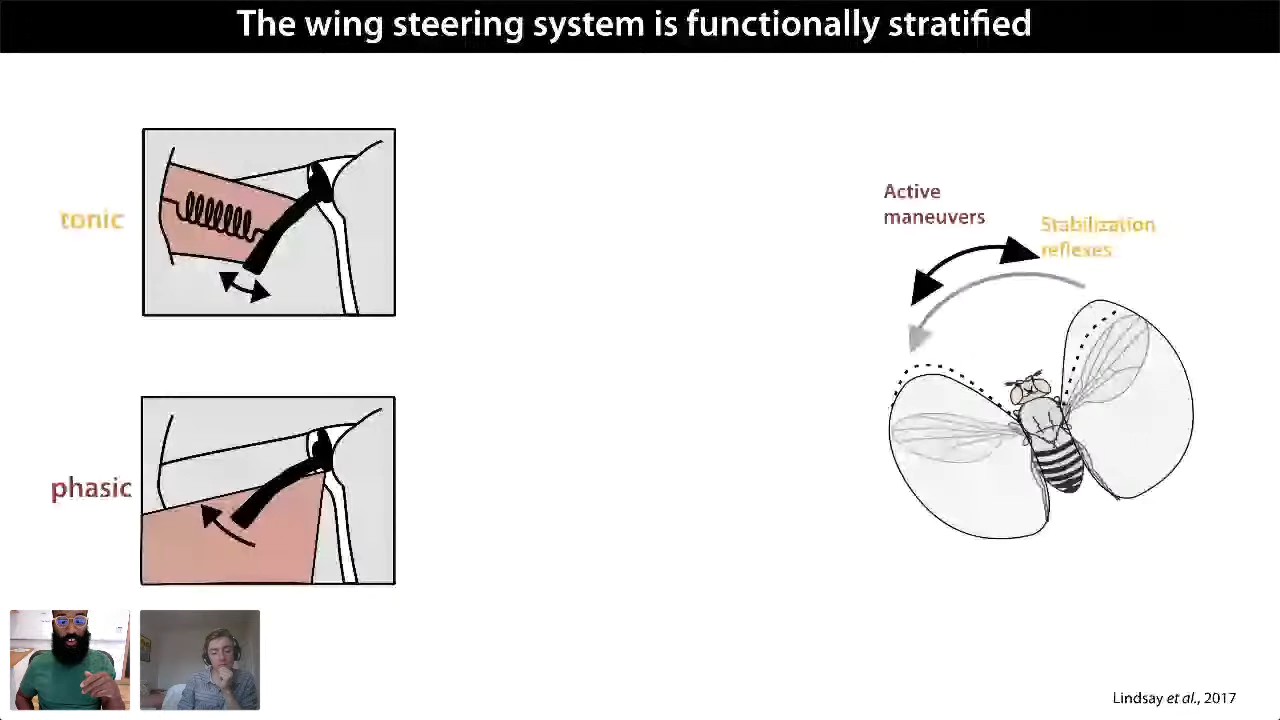 The wing steering system is functionally stratified
tonic
Active
maneuvers
Stabilization
reflexes
phasic
Lindsay et al., 2017